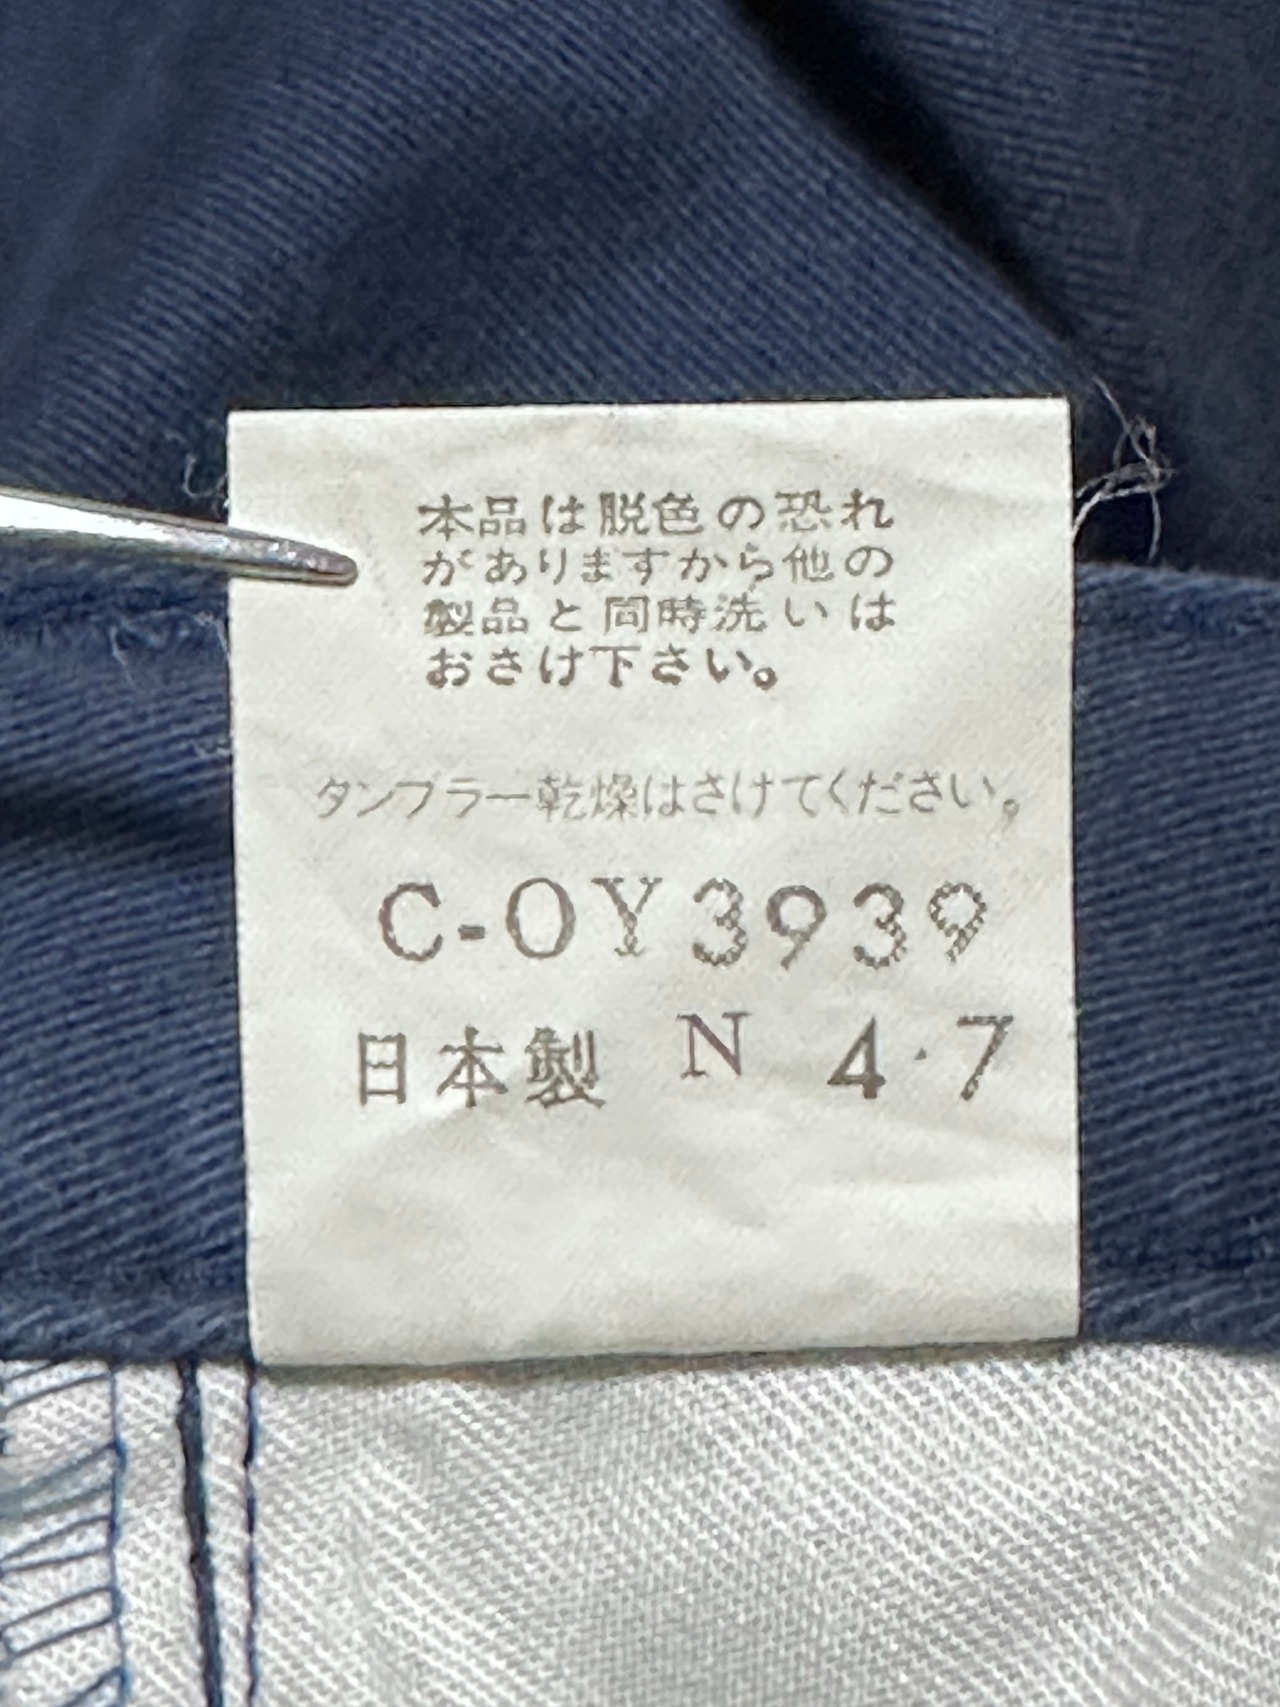 本品は脱色の恐れ
がありますから他の
製品と同時洗いは
おさけ下さい。
タンブラー乾燥はさけてください。
C-OY3939
日本製 N 4・7